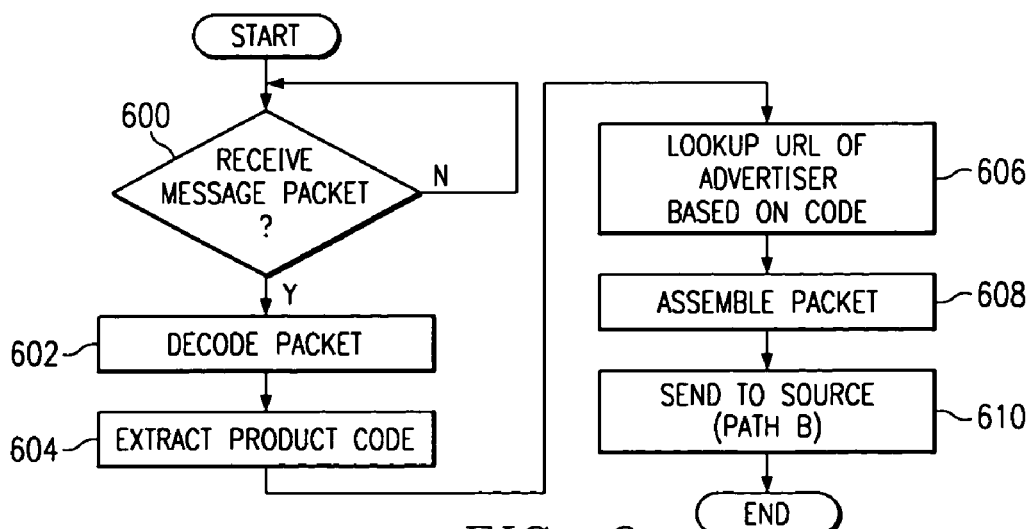 START
600
RECEIVE
MESSAGE PACKET
?
N
Y
602
DECODE PACKET
604
EXTRACT PRODUCT CODE
LOOKUP URL OF
ADVERTISER
BASED ON CODE
606
ASSEMBLE PACKET
608
SEND TO SOURCE
(PATH B)
610
END